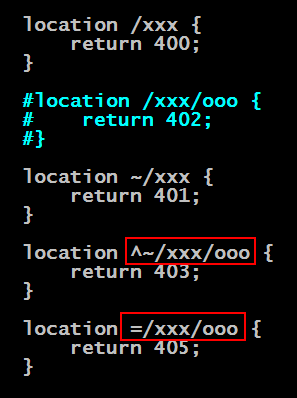 location /xxx {
    return 400;
}
#location /xxx/ooo {
#    return 402;
#}
location ~/xxx {
    return 401;
}
location ^~/xxx/ooo {
    return 403;
}
location =/xxx/ooo {
    return 405;
}